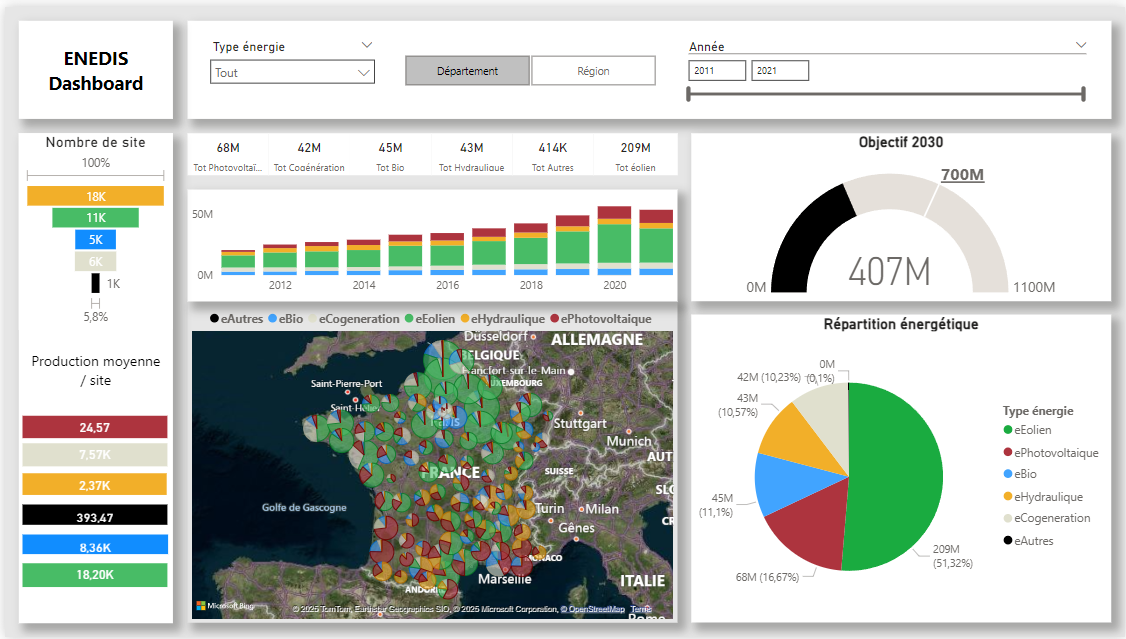 ENEDIS
Dashboard
Type énergie
Tout
Département
Région
Année
2011
2021
Nombre de site
100%
18K
11K
5K
6K
1K
5,8%
Production moyenne
/ site
24,57
7,57K
2,37K
393,47
8,36K
18,20K
68M
42M
45M
43M
414K
209M
Tot Photovoltaï...
Tot Cogénération
Tot Bio
Tot Hydraulique
Tot Autres
Tot éolien
50M
0M
2012
2014
2016
2018
2020
eAutres
eBio
eCogeneration
eEolien
eHydraulique
ePhotovoltaique
Düsseldorf
ALLEMAGNE
BELGIQUE
Francfort-sur-le-Main
LUXEMBOURG
Saint-Pierre-Port
Saint-Hélier
Paris
Stuttgart
Munich
AUT
FRANCE
SUISSE
SLO
Golfe de Gascogne
Turin
Milan
CR
Gênes
MONACO
Marseille
ANDORR
ITALIE
Rome
Microsoft Bing
© 2025 TomTom, Earthstar Geographics SIO, © 2025 Microsoft Corporation, © OpenStreetMap Terms
Objectif 2030
700M
407M
0M
1100M
Répartition énergétique
0M
(0,1%)
42M (10,23%)
43M
(10,57%)
45M
(11,1%)
68M (16,67%)
209M
(51,32%)
Type énergie
eEolien
ePhotovoltaique
eBio
eHydraulique
eCogeneration
eAutres